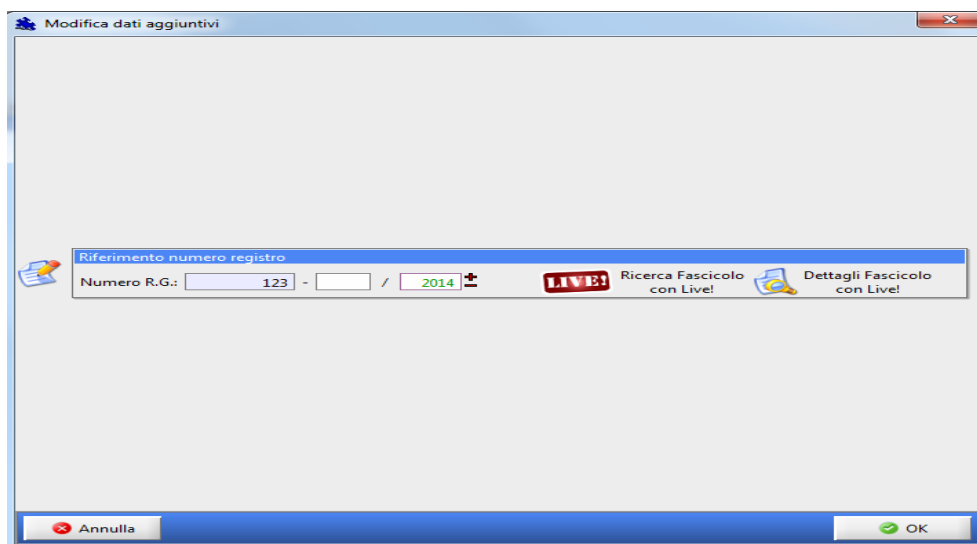 Modifica dati aggiuntivi
Riferimento numero registro
Numero R.G.: 123 - / 2014 ±
LIVE! Ricerca Fascicolo
con Live!
Dettagli Fascicolo
con Live!
Annulla
OK